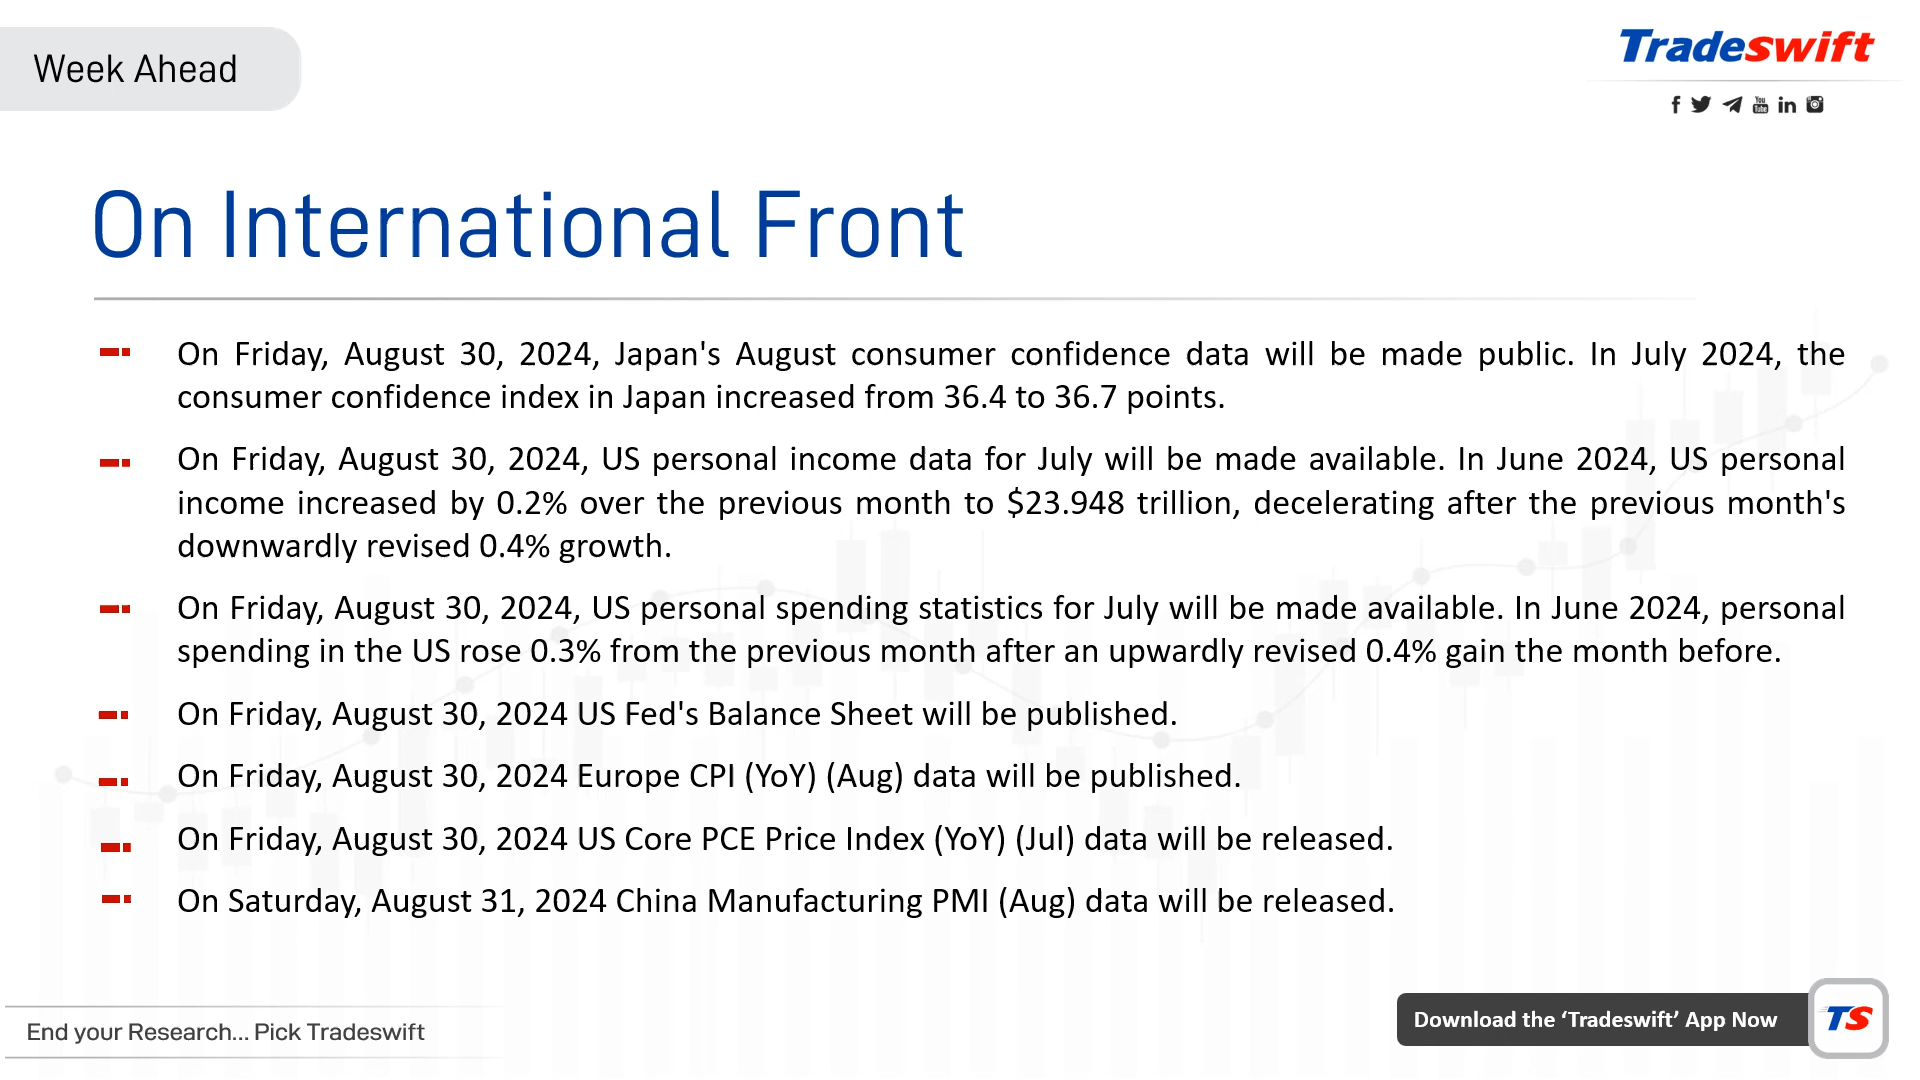 Week Ahead
Tradeswift
You
Tube
On International Front
On Friday, August 30, 2024, Japan's August consumer confidence data will be made public. In July 2024, the
consumer confidence index in Japan increased from 36.4 to 36.7 points.
On Friday, August 30, 2024, US personal income data for July will be made available. In June 2024, US personal
income increased by 0.2% over the previous month to $23.948 trillion, decelerating after the previous month's
downwardly revised 0.4% growth.
On Friday, August 30, 2024, US personal spending statistics for July will be made available. In June 2024, personal
spending in the US rose 0.3% from the previous month after an upwardly revised 0.4% gain the month before.
On Friday, August 30, 2024 US Fed's Balance Sheet will be published.
On Friday, August 30, 2024 Europe CPI (YoY) (Aug) data will be published.
On Friday, August 30, 2024 US Core PCE Price Index (YoY) (Jul) data will be released.
On Saturday, August 31, 2024 China Manufacturing PMI (Aug) data will be released.
End your Research... Pick Tradeswift
Download the ‘Tradeswift’ App Now
TS